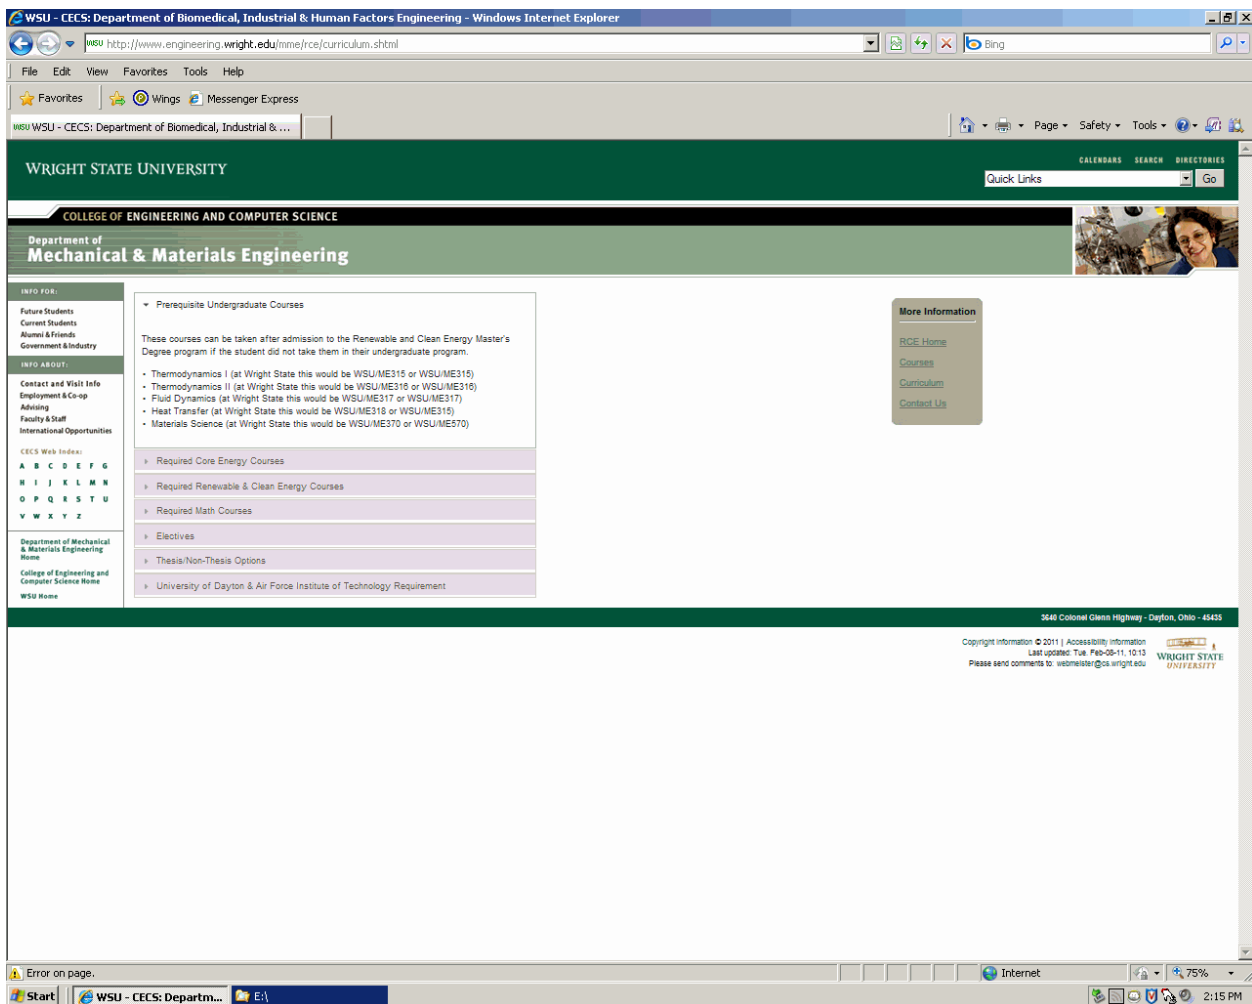 WSU - CECS: Department of Biomedical, Industrial & Human Factors Engineering - Windows Internet Explorer
WSU http://www.engineering.wright.edu/mme/rce/curriculum.shtml
Bing
File Edit View Favorites Tools Help
Favorites Wings Messenger Express
WSU WSU - CECS: Department of Biomedical, Industrial & ...
Page Safety Tools
WRIGHT STATE UNIVERSITY
CALENDARS SEARCH DIRECTORIES
Quick Links Go
COLLEGE OF ENGINEERING AND COMPUTER SCIENCE
Department of
Mechanical & Materials Engineering
INFO FOR:
Future Students
Current Students
Alumni & Friends
Government & Industry
INFO ABOUT:
Contact and Visit Info
Employment & Co-op
Advising
Faculty & Staff
International Opportunities
CECS Web Index:
A B C D E F G
H I J K L M N
O P Q R S T U
V W X Y Z
Department of Mechanical
& Materials Engineering
Home
College of Engineering and
Computer Science Home
WSU Home
Prerequisite Undergraduate Courses
These courses can be taken after admission to the Renewable and Clean Energy Master's
Degree program if the student did not take them in their undergraduate program.
- Thermodynamics I (at Wright State this would be WSU/ME315 or WSU/ME315)
- Thermodynamics II (at Wright State this would be WSU/ME316 or WSU/ME316)
- Fluid Dynamics (at Wright State this would be WSU/ME317 or WSU/ME317)
- Heat Transfer (at Wright State this would be WSU/ME318 or WSU/ME315)
- Materials Science (at Wright State this would be WSU/ME370 or WSU/ME570)
Required Core Energy Courses
Required Renewable & Clean Energy Courses
Required Math Courses
Electives
Thesis/Non-Thesis Options
University of Dayton & Air Force Institute of Technology Requirement
More Information
RCE Home
Courses
Curriculum
Contact Us
3640 Colonel Glenn Highway - Dayton, Ohio - 45435
Copyright Information © 2011 | Accessibility Information
Last updated: Tue. Feb-08-11, 10:13
Please send comments to: webmeister@cs.wright.edu
WRIGHT STATE
UNIVERSITY
Error on page.
Internet
75%
Start
WSU - CECS: Departm...
E:\
2:15 PM